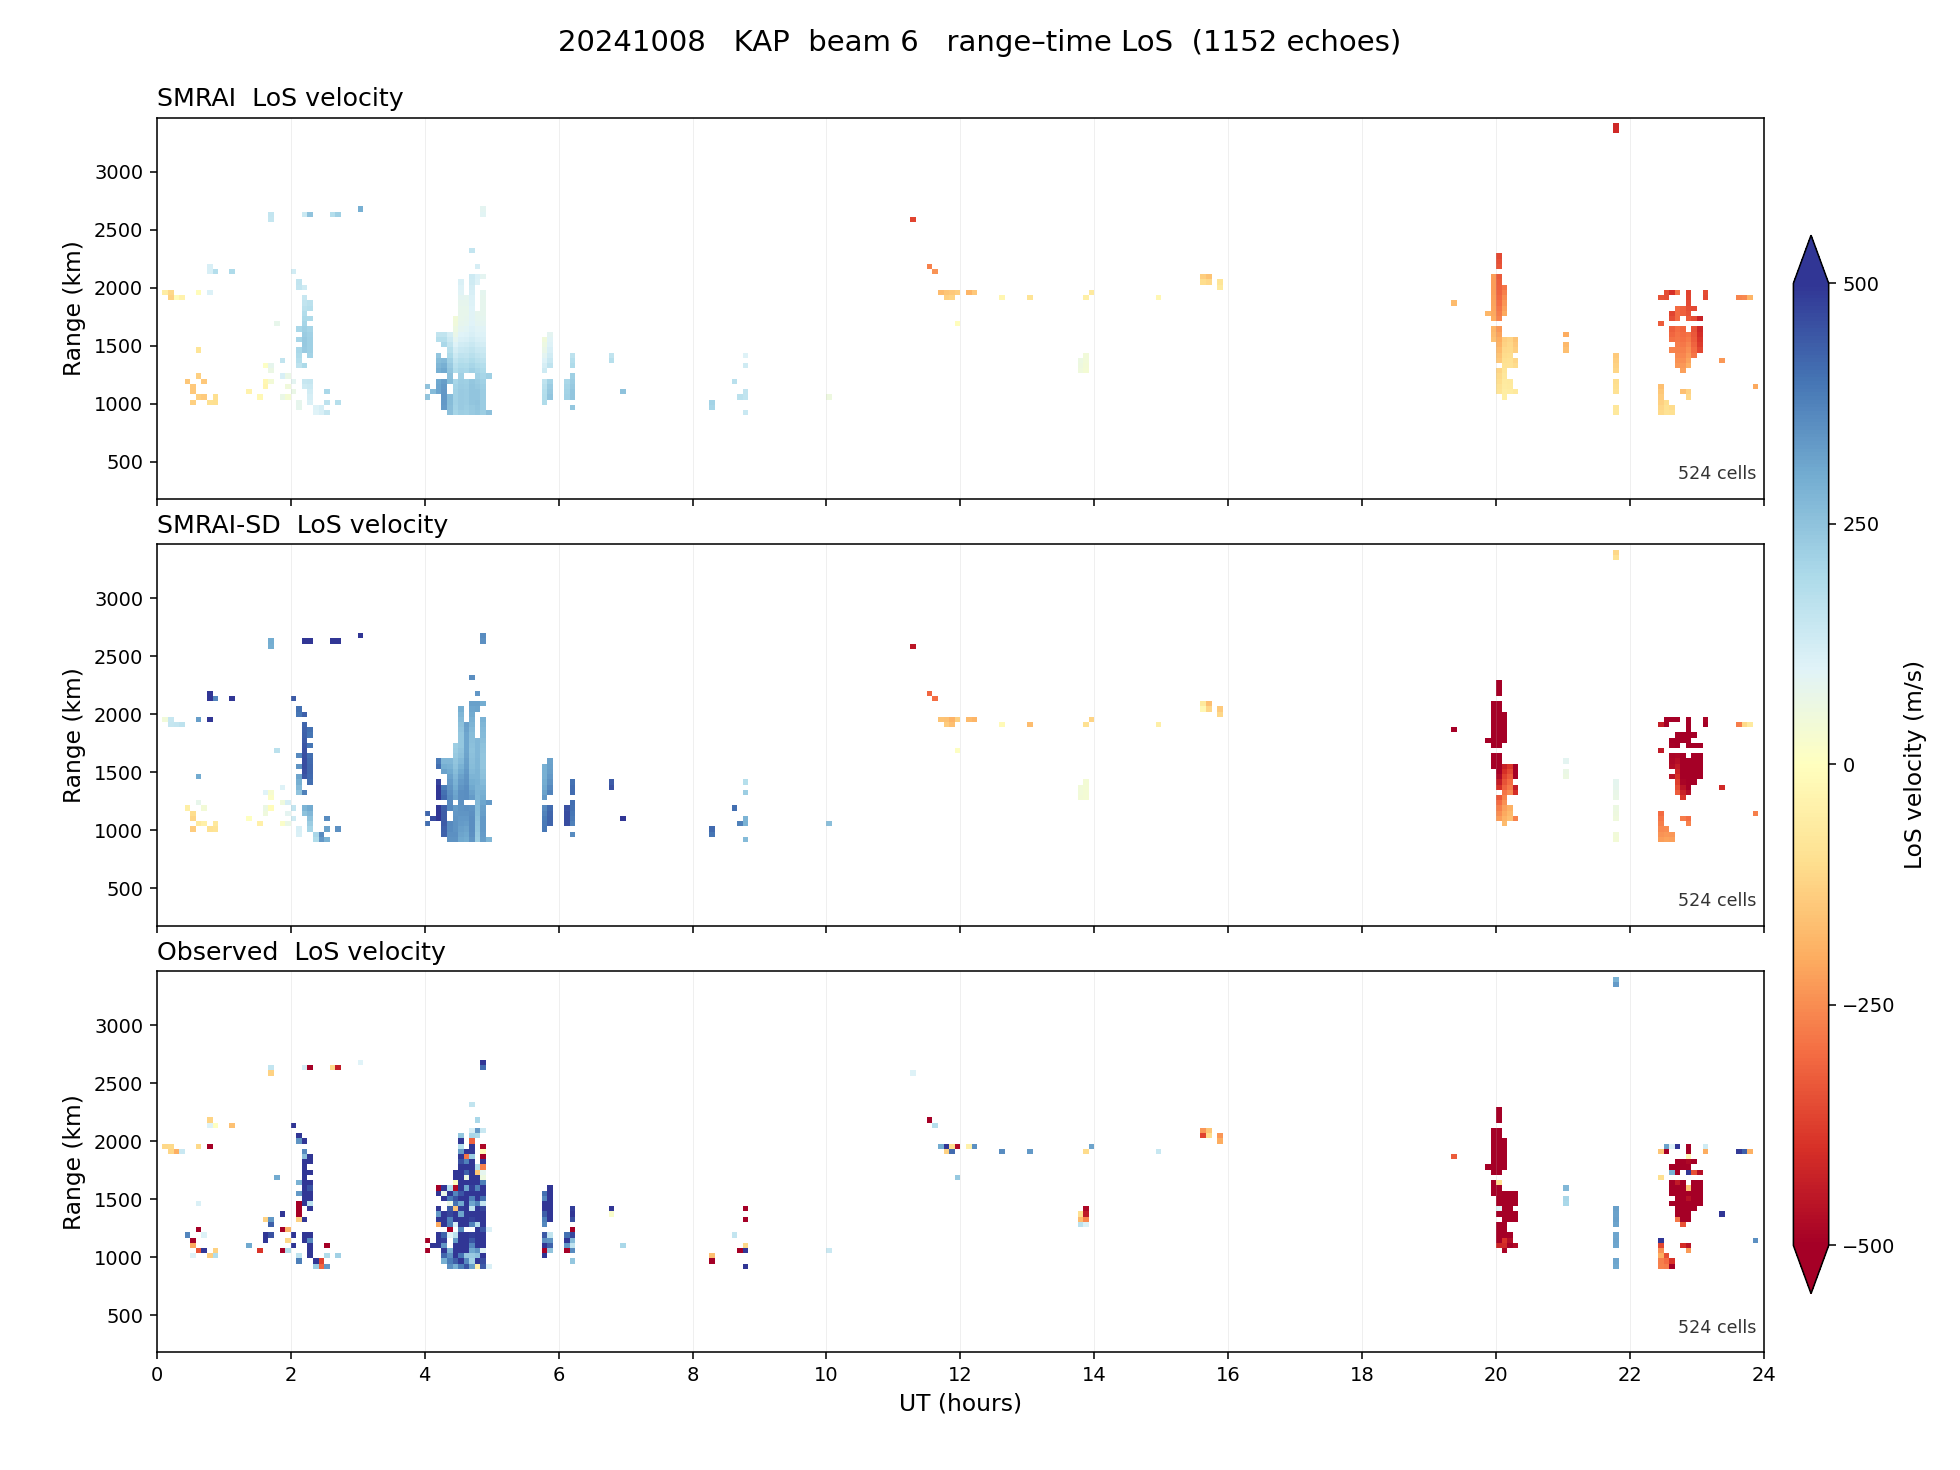 20241008   KAP  beam 6   range–time LoS  (1152 echoes)
SMRAI  LoS velocity
3000
2500
2000
1500
1000
500
Range (km)
524 cells
SMRAI-SD  LoS velocity
3000
2500
2000
1500
1000
500
Range (km)
524 cells
Observed  LoS velocity
3000
2500
2000
1500
1000
500
Range (km)
524 cells
0 2 4 6 8 10 12 14 16 18 20 22 24
UT (hours)
500
250
0
−250
−500
LoS velocity (m/s)